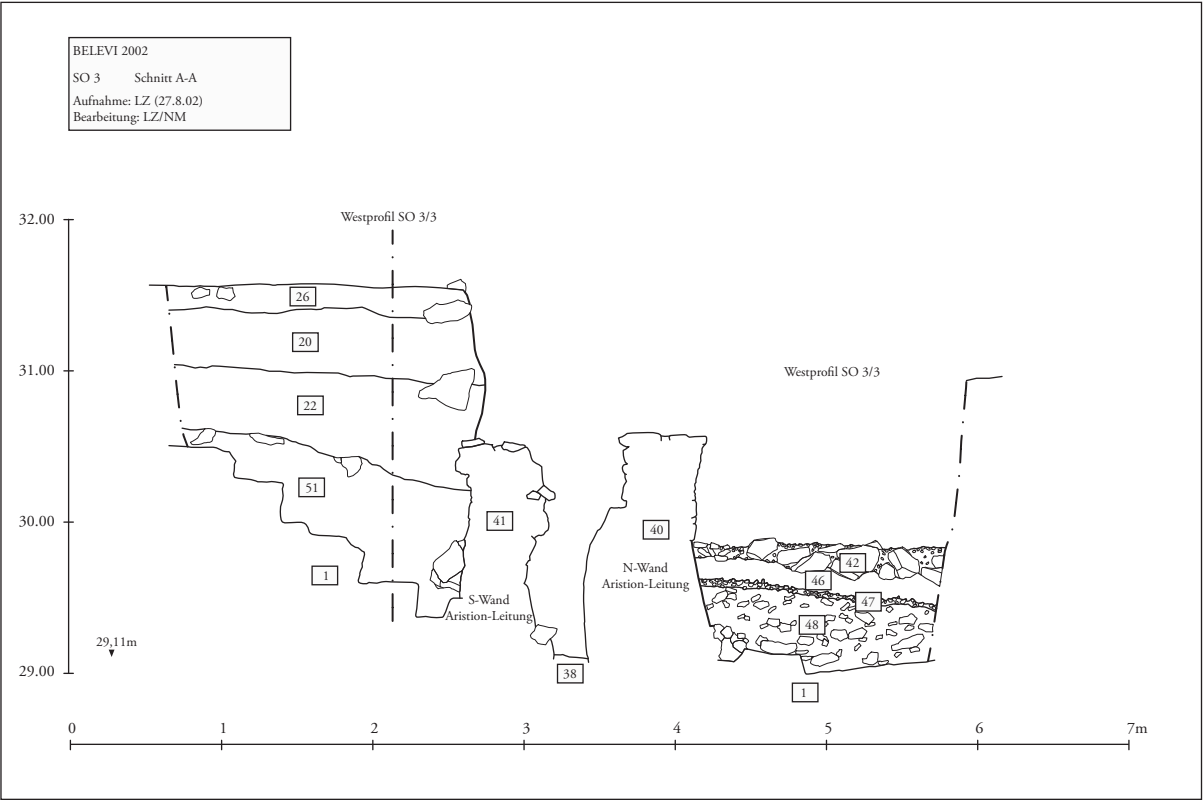 BELEVI 2002
SO 3 Schnitt A-A
Aufnahme: LZ (27.8.02)
Bearbeitung: LZ/NM
32.00
Westprofil SO 3/3
26
20
31.00
Westprofil SO 3/3
22
51
30.00
41
40
42
N-Wand
Aristion-Leitung
1
46
S-Wand
Aristion-Leitung
47
48
29,11m
29.00
38
1
0 1 2 3 4 5 6 7m